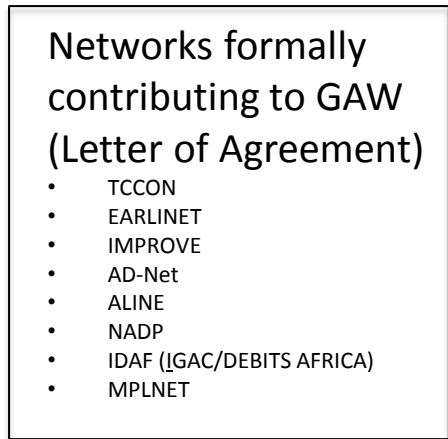 Networks formally
contributing to GAW
(Letter of Agreement)
• TCCON
• EARLINET
• IMPROVE
• AD-Net
• ALINE
• NADP
• IDAF (IGAC/DEBITS AFRICA)
• MPLNET